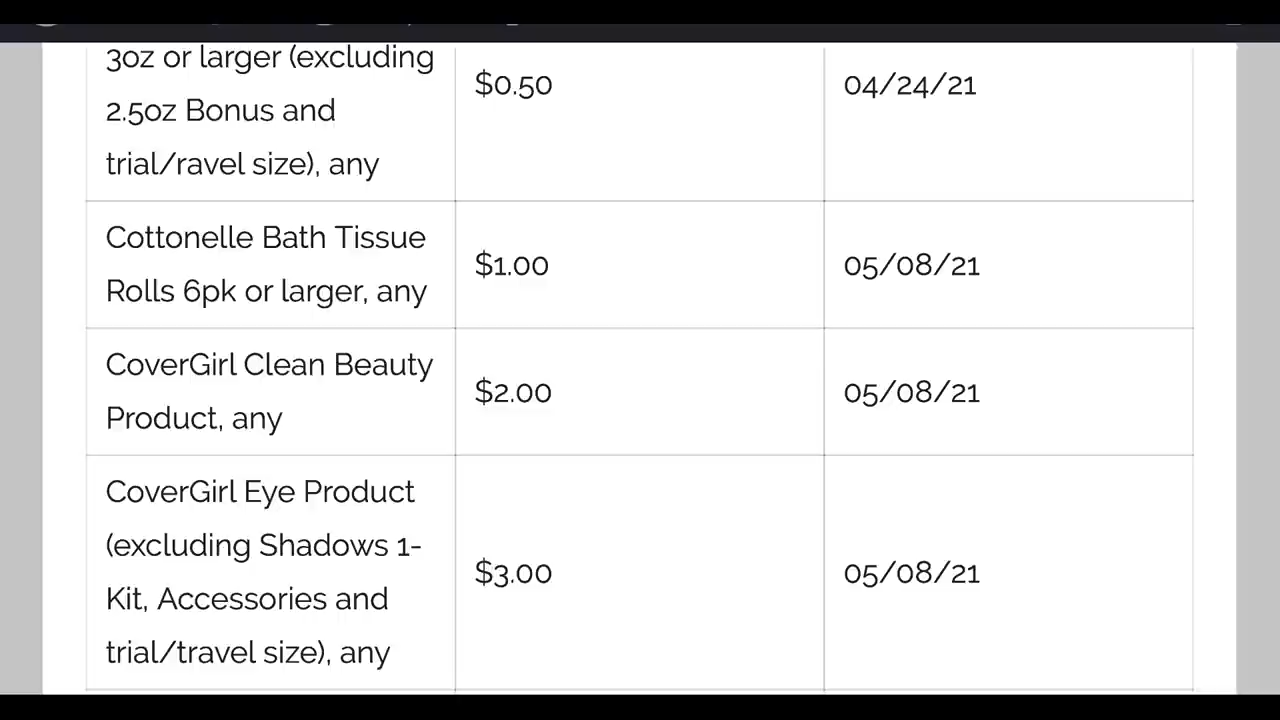 3oz or larger (excluding
2.5oz Bonus and
trial/ravel size), any
$0.50
04/24/21
Cottonelle Bath Tissue
Rolls 6pk or larger, any
$1.00
05/08/21
CoverGirl Clean Beauty
Product, any
$2.00
05/08/21
CoverGirl Eye Product
(excluding Shadows 1-
Kit, Accessories and
trial/travel size), any
$3.00
05/08/21